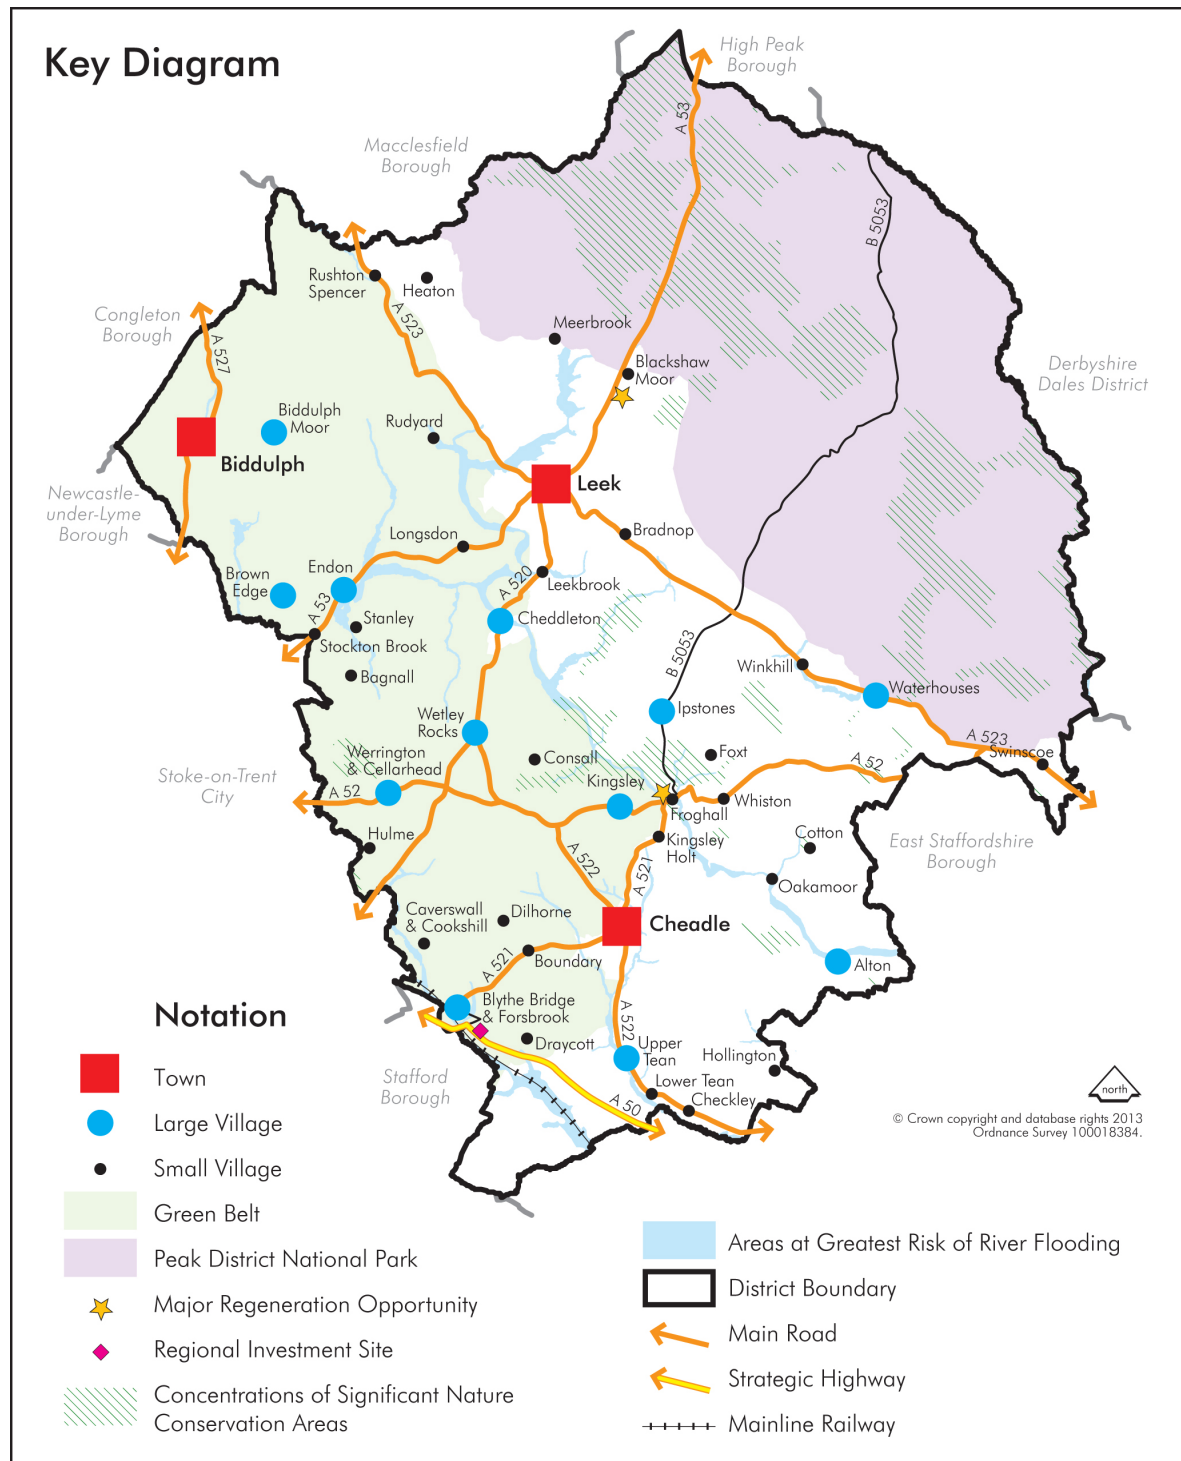 Key Diagram
High Peak
Borough
A 53
Macclesfield
Borough
B 5053
Rushton
Spencer
Heaton
A 523
Congleton
Borough
A 527
Meerbrook
Blackshaw
Moor
Derbyshire
Dales District
Biddulph
Moor
Rudyard
Biddulph
Leek
Newcastle-
under-Lyme
Borough
Longsdon
Bradnop
Brown
Edge
Endon
A 520
Leekbrook
A 53
Stanley
Cheddleton
Stockton Brook
B 5053
Winkhill
Bagnall
Waterhouses
Wetley
Rocks
Ipstones
A 523
Swinscoe
Stoke-on-Trent
City
Werrington
& Cellarhead
Consall
Foxt
A 52
Kingsley
A 52
Froghall
Whiston
Hulme
Kingsley
Holt
Cotton
East Staffordshire
Borough
A 522
A 521
Oakamoor
Caverswall
& Cookshill
Dilhorne
Cheadle
A 521
Boundary
Alton
Blythe Bridge
& Forsbrook
A 522
Draycott
Upper
Tean
Hollington
Stafford
Borough
Lower Tean
Checkley
A 50
north
© Crown copyright and database rights 2013
Ordnance Survey 100018384.
Notation
Town
Large Village
Small Village
Green Belt
Peak District National Park
Major Regeneration Opportunity
Regional Investment Site
Concentrations of Significant Nature
Conservation Areas
Areas at Greatest Risk of River Flooding
District Boundary
Main Road
Strategic Highway
Mainline Railway